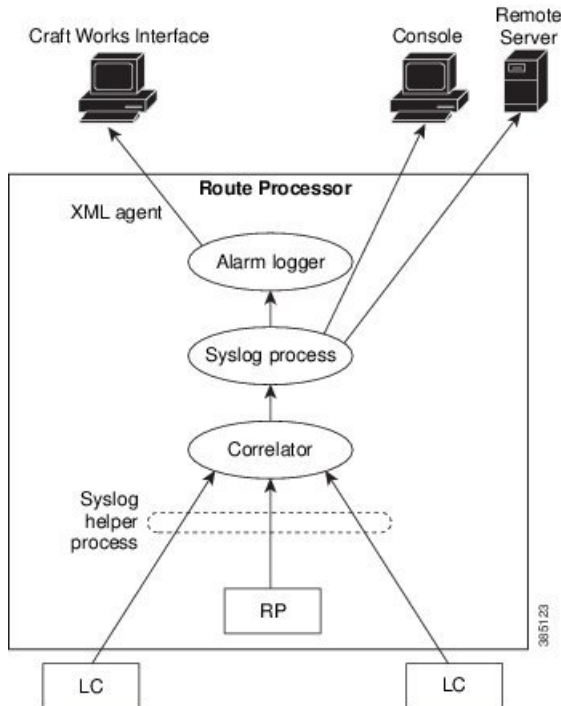 Remote
Server
Craft Works Interface
Console
Route Processor
XML agent
Alarm logger
Syslog process
Correlator
Syslog
helper
process
RP
LC
LC
385123